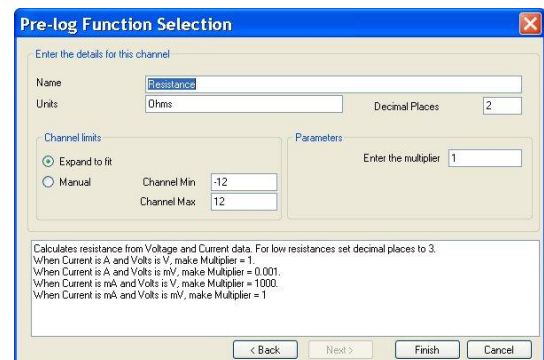 Pre-log Function Selection
Enter the details for this channel
Name Resistance
Units Ohms Decimal Places 2
Channel limits
Expand to fit
Manual Channel Min -12
Channel Max 12
Parameters
Enter the multiplier 1
Calculates resistance from Voltage and Current data. For low resistances set decimal places to 3.
When Current is A and Volts is V, make Multiplier = 1.
When Current is A and Volts is mV, make Multiplier = 0.001.
When Current is mA and Volts is V, make Multiplier = 1000.
When Current is mA and Volts is mV, make Multiplier = 1
< Back Next > Finish Cancel